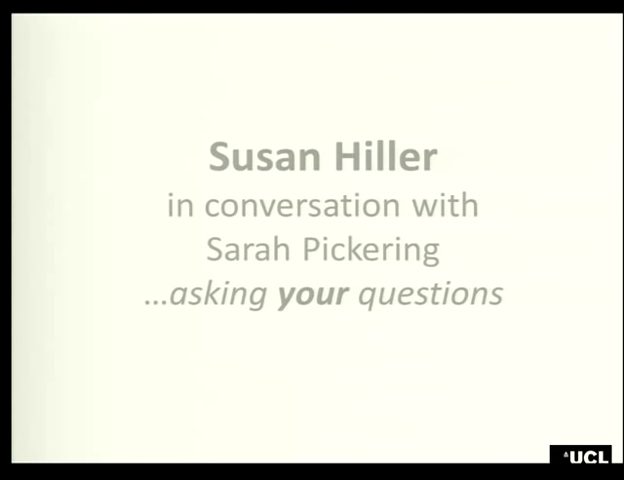 Susan Hiller
in conversation with
Sarah Pickering
...asking your questions
UCL